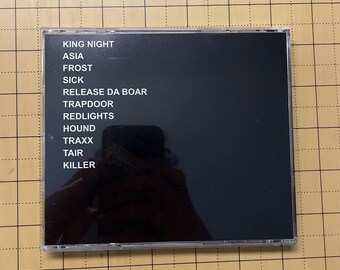 KING NIGHT
ASIA
FROST
SICK
RELEASE DA BOAR
TRAPDOOR
REDLIGHTS
HOUND
TRAXX
TAIR
KILLER